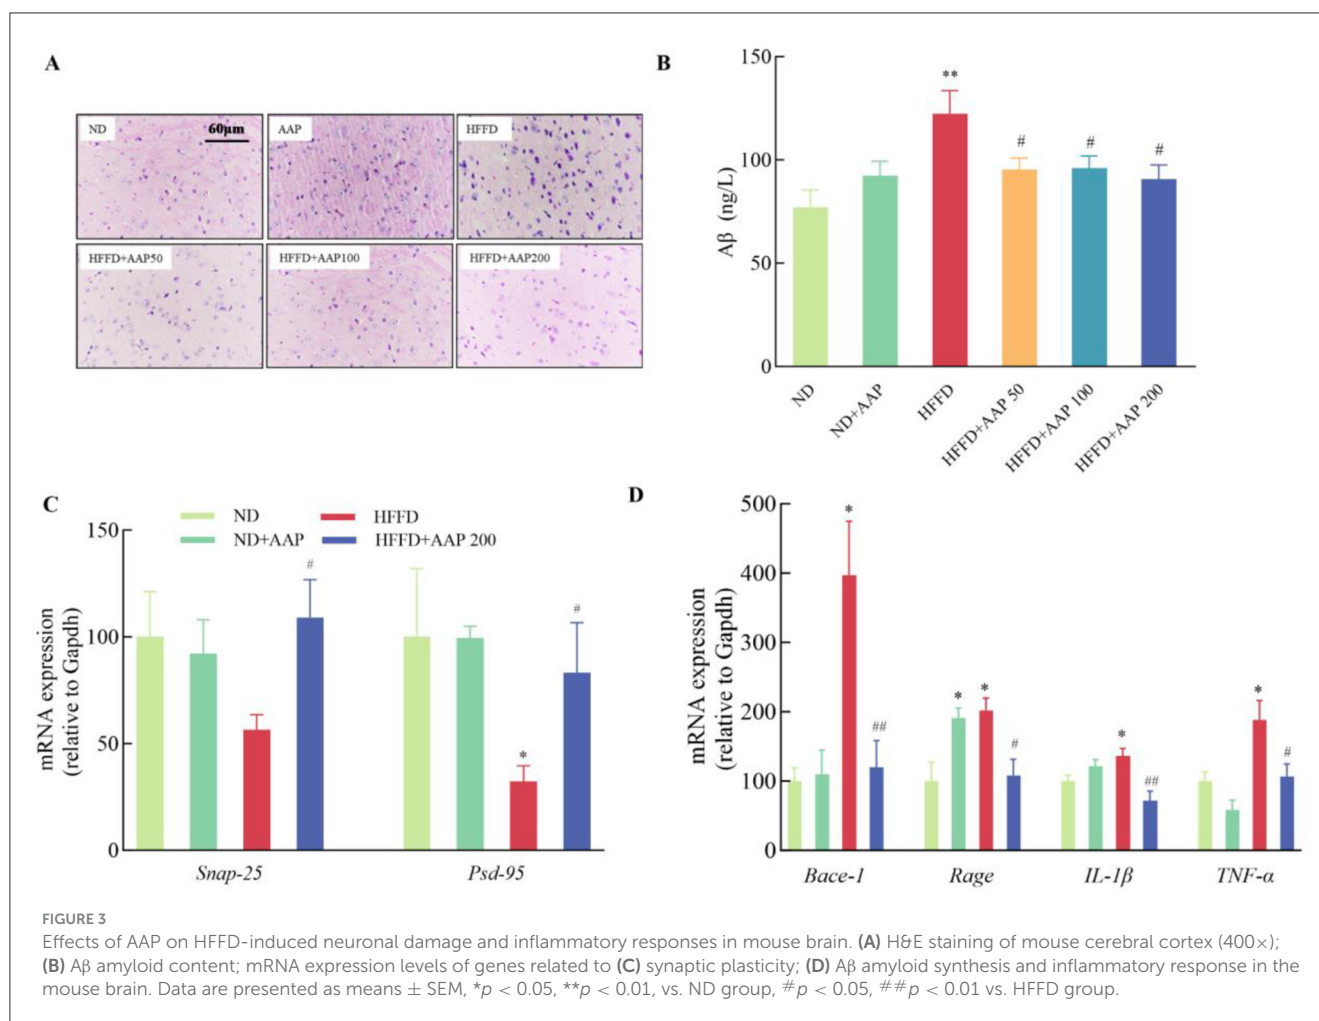 A
ND
60μm
AAP
HFFD
HFFD+AAP50
HFFD+AAP100
HFFD+AAP200
B
Aβ (ng/L)
150
100
50
0
**
#
#
#
ND
ND+AAP
HFFD
HFFD+AAP 50
HFFD+AAP 100
HFFD+AAP 200
C
mRNA expression
(relative to Gapdh)
150
100
50
0
ND
HFFD
ND+AAP
HFFD+AAP 200
#
*
#
Snap-25
Psd-95
D
mRNA expression
(relative to Gapdh)
500
400
300
200
100
0
*
##
*
*
#
*
##
*
#
Bace-1
Rage
IL-1β
TNF-α
FIGURE 3
Effects of AAP on HFFD-induced neuronal damage and inflammatory responses in mouse brain. (A) H&E staining of mouse cerebral cortex (400×);
(B) Aβ amyloid content; mRNA expression levels of genes related to (C) synaptic plasticity; (D) Aβ amyloid synthesis and inflammatory response in the
mouse brain. Data are presented as means ± SEM, *p < 0.05, **p < 0.01, vs. ND group, #p < 0.05, ##p < 0.01 vs. HFFD group.